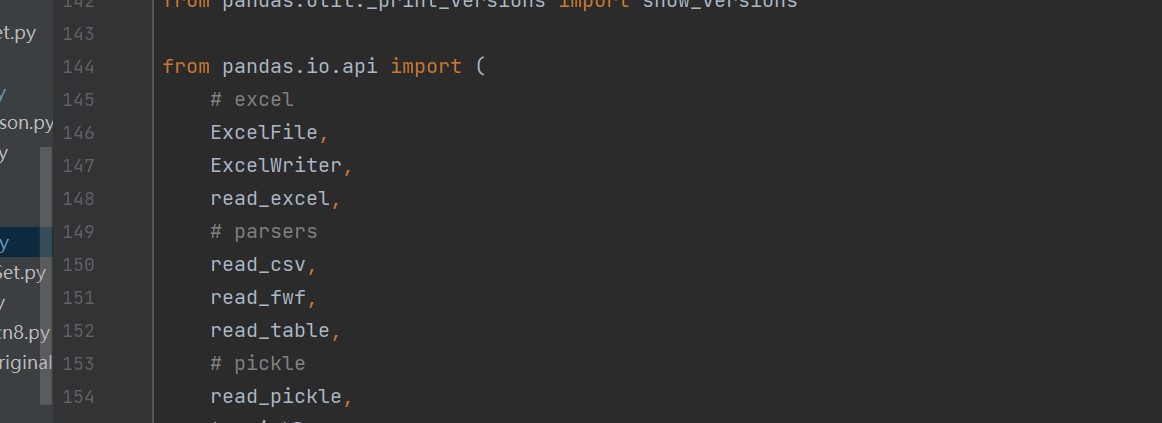 142 from pandas.util._print_versions import show_versions
et.py
143
144 from pandas.io.api import (
y
145 # excel
son.py
146 ExcelFile,
y
147 ExcelWriter,
148 read_excel,
149 # parsers
y
150 read_csv,
Set.py
151 read_fwf,
y
cn8.py
152 read_table,
riginal
153 # pickle
154 read_pickle,